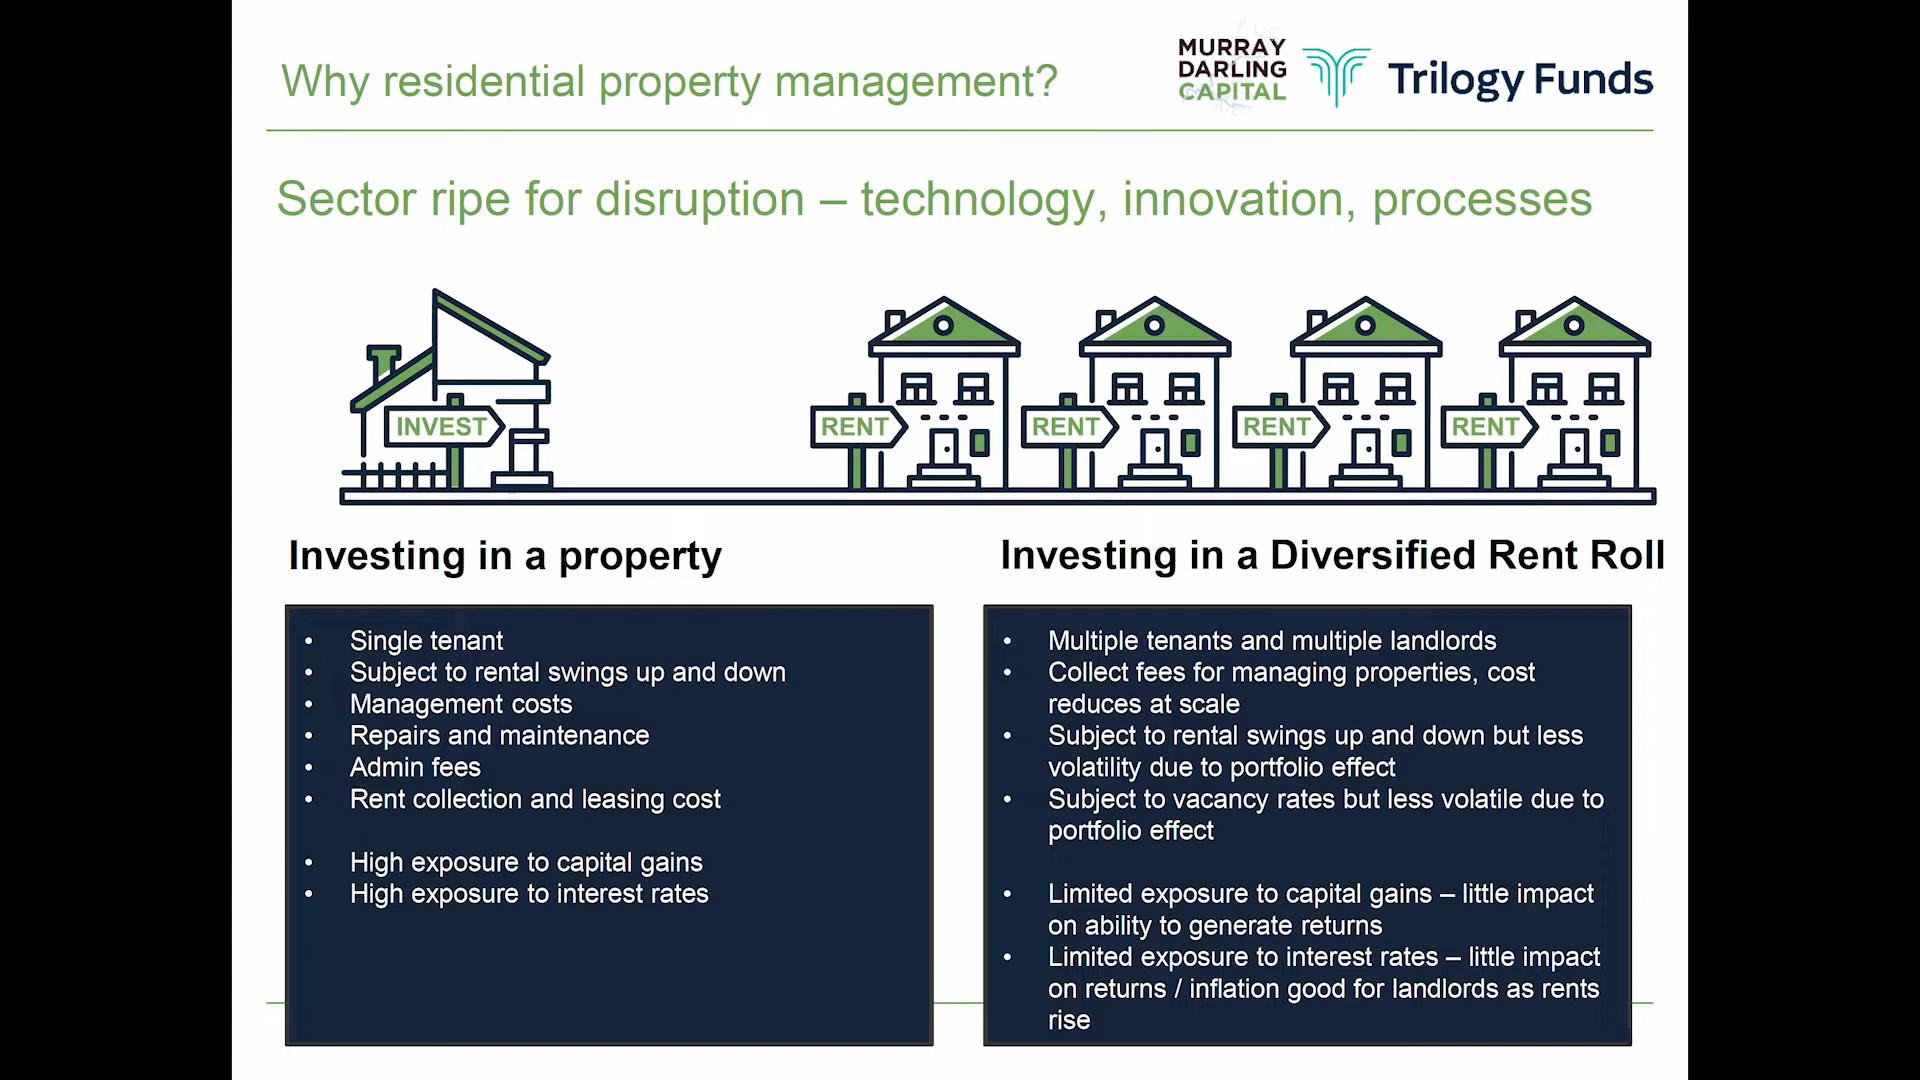 Why residential property management?
MURRAY
DARLING
CAPITAL
Trilogy Funds
Sector ripe for disruption – technology, innovation, processes
INVEST
RENT
RENT
RENT
RENT
Investing in a property
• Single tenant
• Subject to rental swings up and down
• Management costs
• Repairs and maintenance
• Admin fees
• Rent collection and leasing cost
• High exposure to capital gains
• High exposure to interest rates
Investing in a Diversified Rent Roll
• Multiple tenants and multiple landlords
• Collect fees for managing properties, cost
reduces at scale
• Subject to rental swings up and down but less
volatility due to portfolio effect
• Subject to vacancy rates but less volatile due to
portfolio effect
• Limited exposure to capital gains – little impact
on ability to generate returns
• Limited exposure to interest rates – little impact
on returns / inflation good for landlords as rents
rise